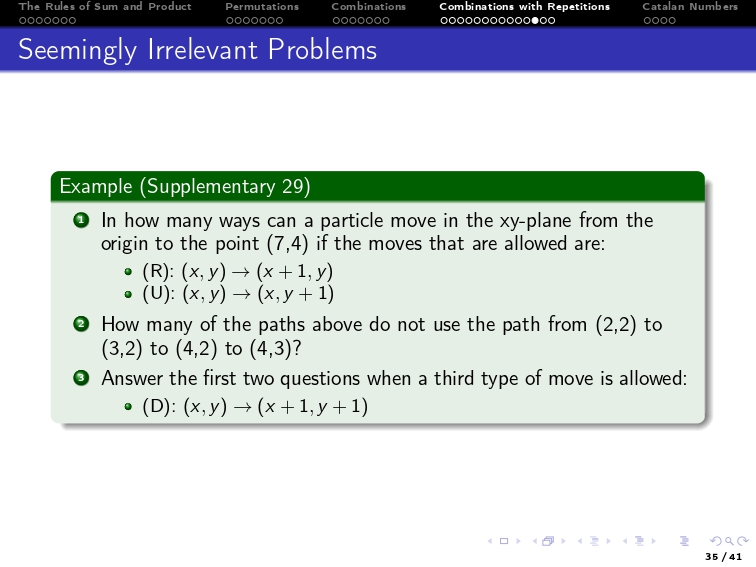 The Rules of Sum and Product Permutations Combinations Combinations with Repetitions Catalan Numbers
Seemingly Irrelevant Problems
Example (Supplementary 29)
1 In how many ways can a particle move in the xy-plane from the
origin to the point (7,4) if the moves that are allowed are:
(R): (x, y) → (x + 1, y)
(U): (x, y) → (x, y + 1)
2 How many of the paths above do not use the path from (2,2) to
(3,2) to (4,2) to (4,3)?
3 Answer the first two questions when a third type of move is allowed:
(D): (x, y) → (x + 1, y + 1)
35 / 41